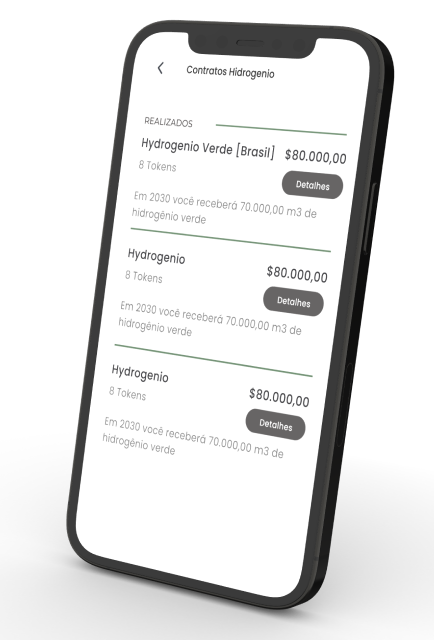 Contratos Hidrogenio
REALIZADOS
Hydrogenio Verde [Brasil] $80.000,00
8 Tokens
Detalhes
Em 2030 você receberá 70.000,00 m3 de
hidrogênio verde
Hydrogenio
$80.000,00
8 Tokens
Detalhes
Em 2030 você receberá 70.000,00 m3 de
hidrogênio verde
Hydrogenio
$80.000,00
8 Tokens
Detalhes
Em 2030 você receberá 70.000,00 m3 de
hidrogênio verde